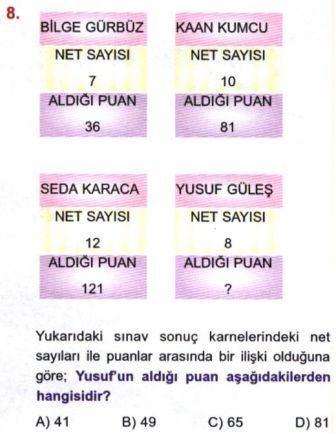 8.
BİLGE GÜRBÜZ
NET SAYISI
7
ALDIĞI PUAN
36
KAAN KUMCU
NET SAYISI
10
ALDIĞI PUAN
81
SEDA KARACA
NET SAYISI
12
ALDIĞI PUAN
121
YUSUF GÜLEŞ
NET SAYISI
8
ALDIĞI PUAN
?
Yukarıdaki sınav sonuç karnelerindeki net
sayıları ile puanlar arasında bir ilişki olduğuna
göre; Yusuf'un aldığı puan aşağıdakilerden
hangisidir?
A) 41 B) 49 C) 65 D) 81